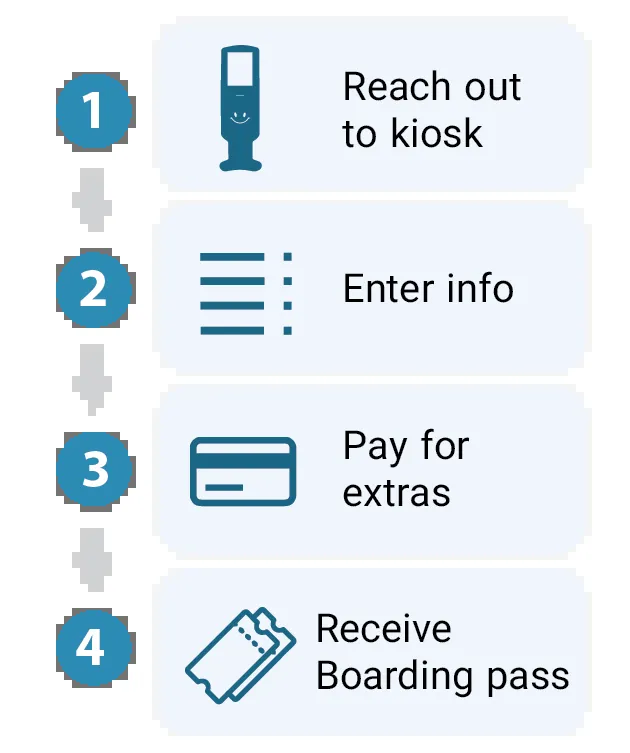 1
Reach out
to kiosk
2
Enter info
3
Pay for
extras
4
Receive
Boarding pass